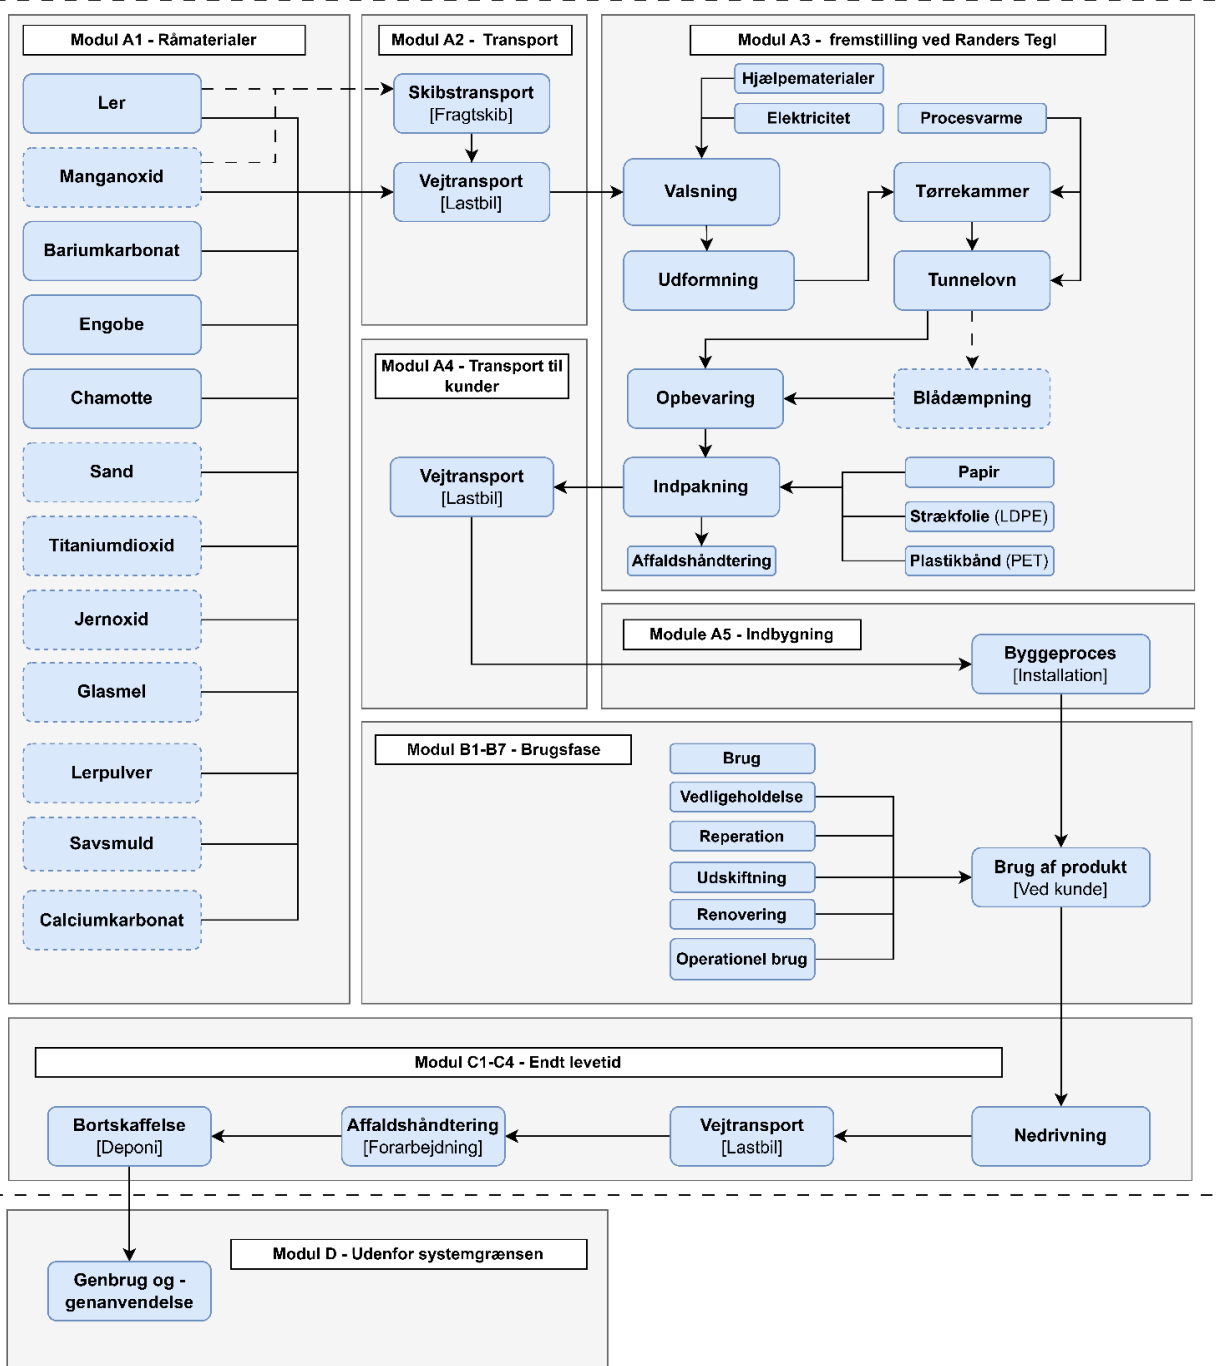 Modul A1 - Råmaterialer
Ler
Manganoxid
Bariumkarbonat
Engobe
Chamotte
Sand
Titaniumdioxid
Jernoxid
Glasmel
Lerpulver
Savsmuld
Calciumkarbonat
Modul A2 - Transport
Skibstransport
[Fragtskib]
Vejtransport
[Lastbil]
Modul A3 - fremstilling ved Randers Tegl
Hjælpematerialer
Elektricitet
Procesvarme
Valsning
Tørrekammer
Udformning
Tunnelovn
Opbevaring
Blådæmpning
Indpakning
Papir
Strækfolie (LDPE)
Plastikbånd (PET)
Affaldshåndtering
Modul A4 - Transport til
kunder
Vejtransport
[Lastbil]
Module A5 - Indbygning
Byggeproces
[Installation]
Modul B1-B7 - Brugsfase
Brug
Vedligeholdelse
Reperation
Udskiftning
Renovering
Operationel brug
Brug af produkt
[Ved kunde]
Modul C1-C4 - Endt levetid
Bortskaffelse
[Deponi]
Affaldshåndtering
[Forarbejdning]
Vejtransport
[Lastbil]
Nedrivning
Modul D - Udenfor systemgrænsen
Genbrug og -
genanvendelse